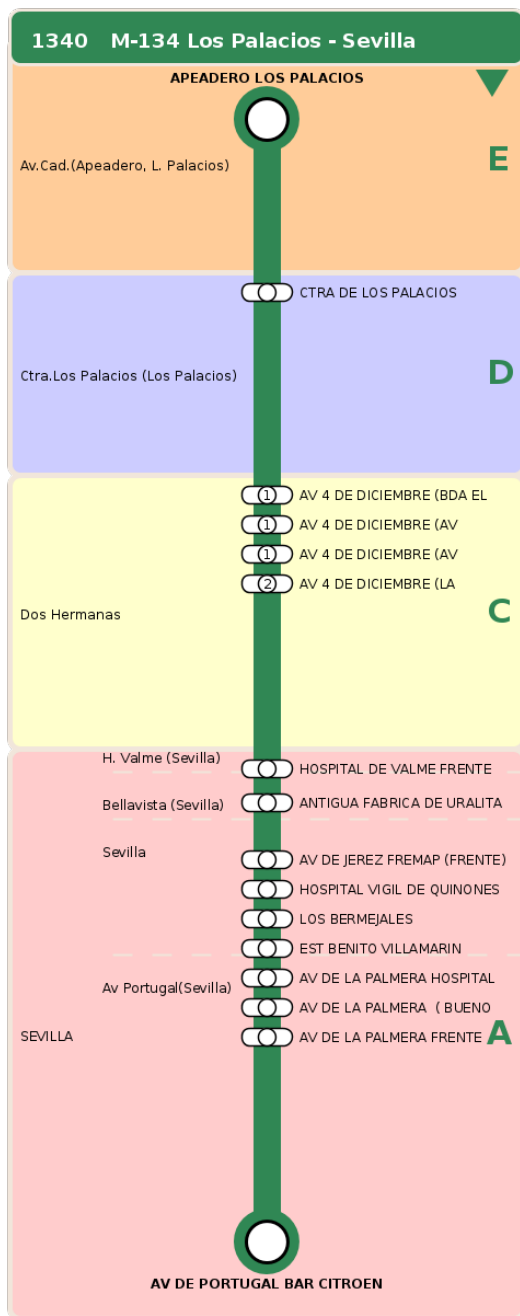 1340 M-134 Los Palacios - Sevilla
APEADERO LOS PALACIOS
E
Av.Cad.(Apeadero, L. Palacios)
CTRA DE LOS PALACIOS
Ctra.Los Palacios (Los Palacios)
D
1 AV 4 DE DICIEMBRE (BDA EL
1 AV 4 DE DICIEMBRE (AV
1 AV 4 DE DICIEMBRE (AV
2 AV 4 DE DICIEMBRE (LA
Dos Hermanas
C
H. Valme (Sevilla)
HOSPITAL DE VALME FRENTE
Bellavista (Sevilla)
ANTIGUA FABRICA DE URALITA
Sevilla
AV DE JEREZ FREMAP (FRENTE)
HOSPITAL VIGIL DE QUINONES
LOS BERMEJALES
EST BENITO VILLAMARIN
AV DE LA PALMERA HOSPITAL
Av Portugal(Sevilla)
AV DE LA PALMERA ( BUENO
SEVILLA
AV DE LA PALMERA FRENTE
A
AV DE PORTUGAL BAR CITROEN